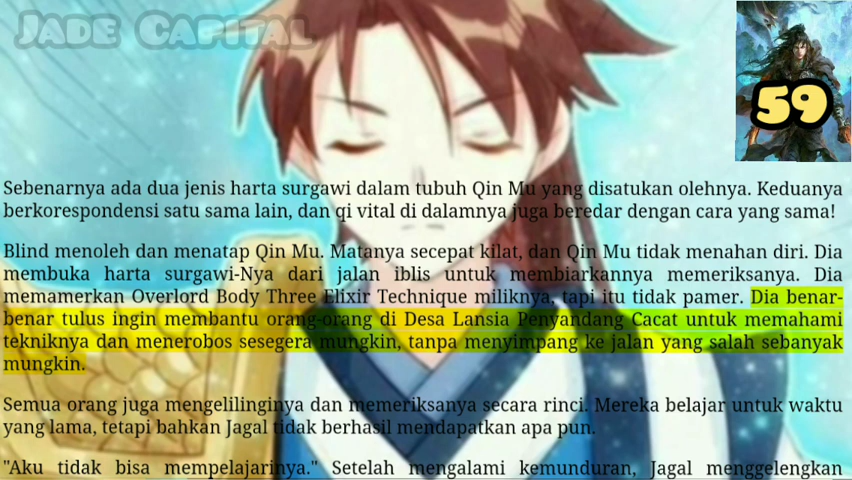 JADE CAPITAL
59
Sebenarnya ada dua jenis harta surgawi dalam tubuh Qin Mu yang disatukan olehnya. Keduanya
berkorespondensi satu sama lain, dan qi vital di dalamnya juga beredar dengan cara yang sama!
Blind menoleh dan menatap Qin Mu. Matanya secepat kilat, dan Qin Mu tidak menahan diri. Dia
membuka harta surgawi-Nya dari jalan iblis untuk membiarkannya memeriksanya. Dia
memamerkan Overlord Body Three Elixir Technique miliknya, tapi itu tidak pamer. Dia benar-
benar tulus ingin membantu orang-orang di Desa Lansia Penyandang Cacat untuk memahami
tekniknya dan menerobos sesegera mungkin, tanpa menyimpang ke jalan yang salah sebanyak
mungkin.
Semua orang juga mengelilinginya dan memeriksanya secara rinci. Mereka belajar untuk waktu
yang lama, tetapi bahkan Jagal tidak berhasil mendapatkan apa pun.
"Aku tidak bisa mempelajarinya." Setelah mengalami kemunduran, Jagal menggelengkan